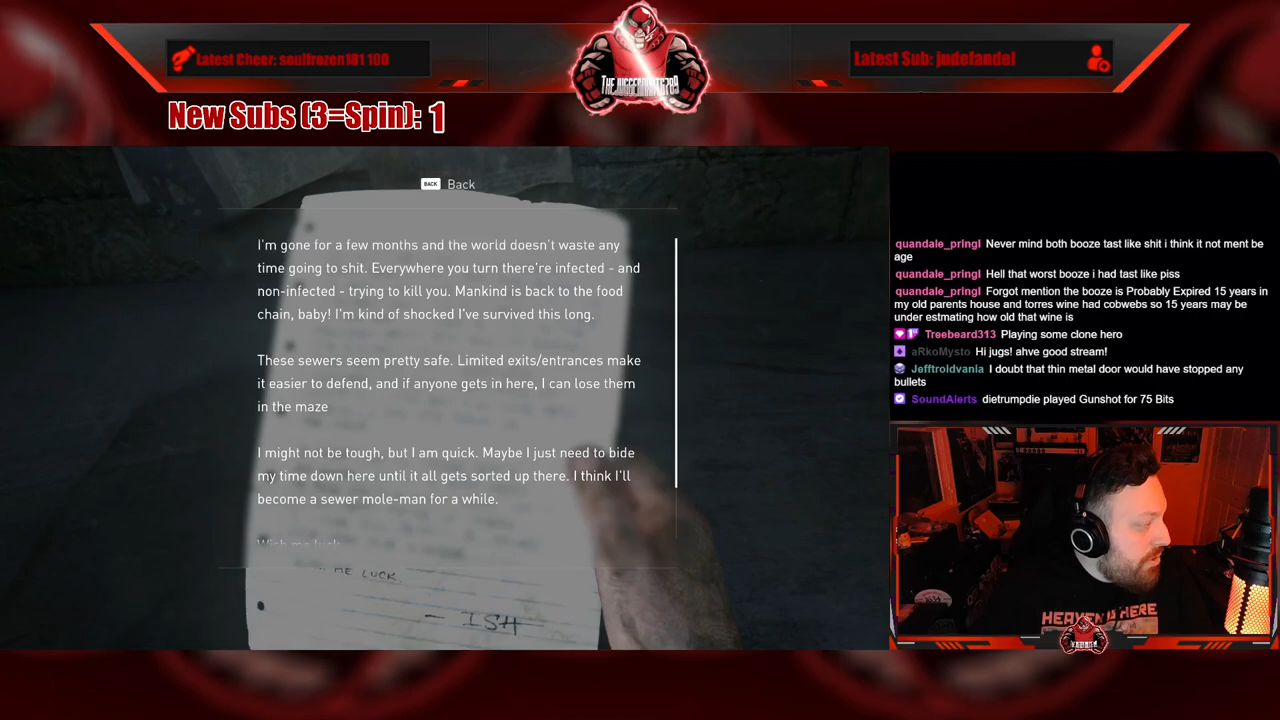 Latest Cheer: soulfrozen181 100
Latest Sub: judefandel
THEJUGGERNAUT6789
New Subs (3=Spin): 1
BACK Back
I'm gone for a few months and the world doesn't waste any
time going to shit. Everywhere you turn there're infected - and
non-infected - trying to kill you. Mankind is back to the food
chain, baby! I'm kind of shocked I've survived this long.
These sewers seem pretty safe. Limited exits/entrances make
it easier to defend, and if anyone gets in here, I can lose them
in the maze
I might not be tough, but I am quick. Maybe I just need to bide
my time down here until it all gets sorted up there. I think I'll
become a sewer mole-man for a while.
Wish me luck
ME LUCK.
- ISH
quandale_pringl Never mind both booze tast like shit i think it not ment be
age
quandale_pringl Hell that worst booze i had tast like piss
quandale_pringl Forgot mention the booze is Probably Expired 15 years in
my old parents house and torres wine had cobwebs so 15 years may be
under estmating how old that wine is
Treebeard313 Playing some clone hero
aRkoMysto Hi jugs! ahve good stream!
Jefftroldvania I doubt that thin metal door would have stopped any
bullets
SoundAlerts dietrumpdie played Gunshot for 75 Bits
HEAVEN HERE